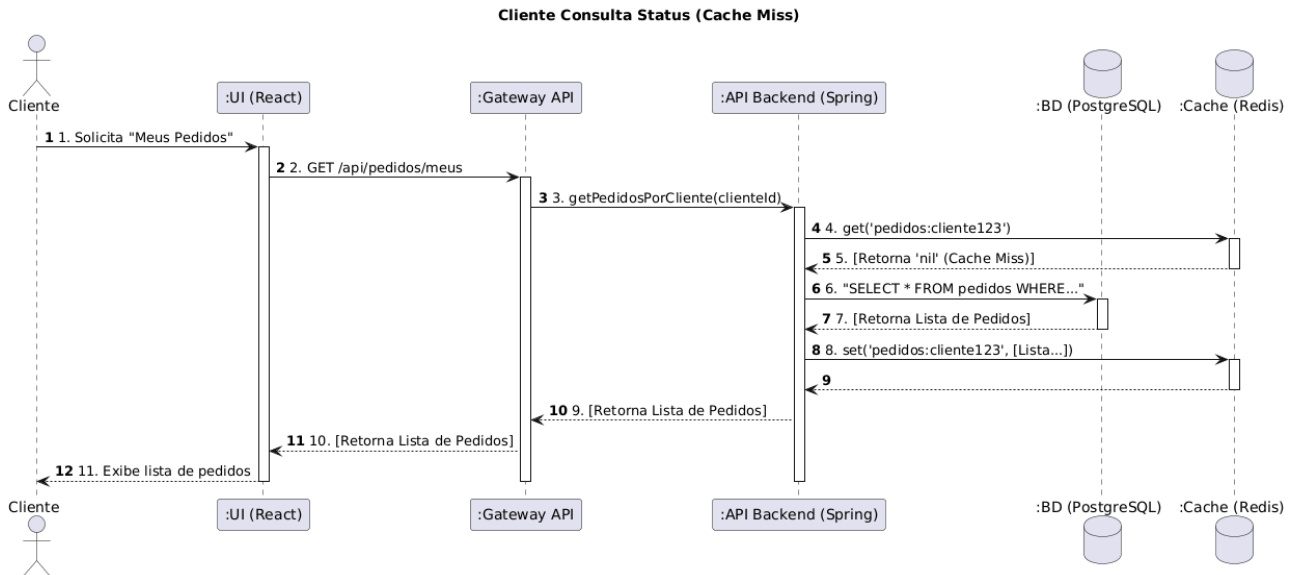 Cliente Consulta Status (Cache Miss)
Cliente
:UI (React)
:Gateway API
:API Backend (Spring)
:BD (PostgreSQL)
:Cache (Redis)
1 1. Solicita "Meus Pedidos"
2 2. GET /api/pedidos/meus
3 3. getPedidosPorCliente(clienteId)
4 4. get('pedidos:cliente123')
5 5. [Retorna 'nil' (Cache Miss)]
6 6. "SELECT * FROM pedidos WHERE..."
7 7. [Retorna Lista de Pedidos]
8 8. set('pedidos:cliente123', [Lista...])
9
10 9. [Retorna Lista de Pedidos]
11 10. [Retorna Lista de Pedidos]
12 11. Exibe lista de pedidos
Cliente
:UI (React)
:Gateway API
:API Backend (Spring)
:BD (PostgreSQL)
:Cache (Redis)